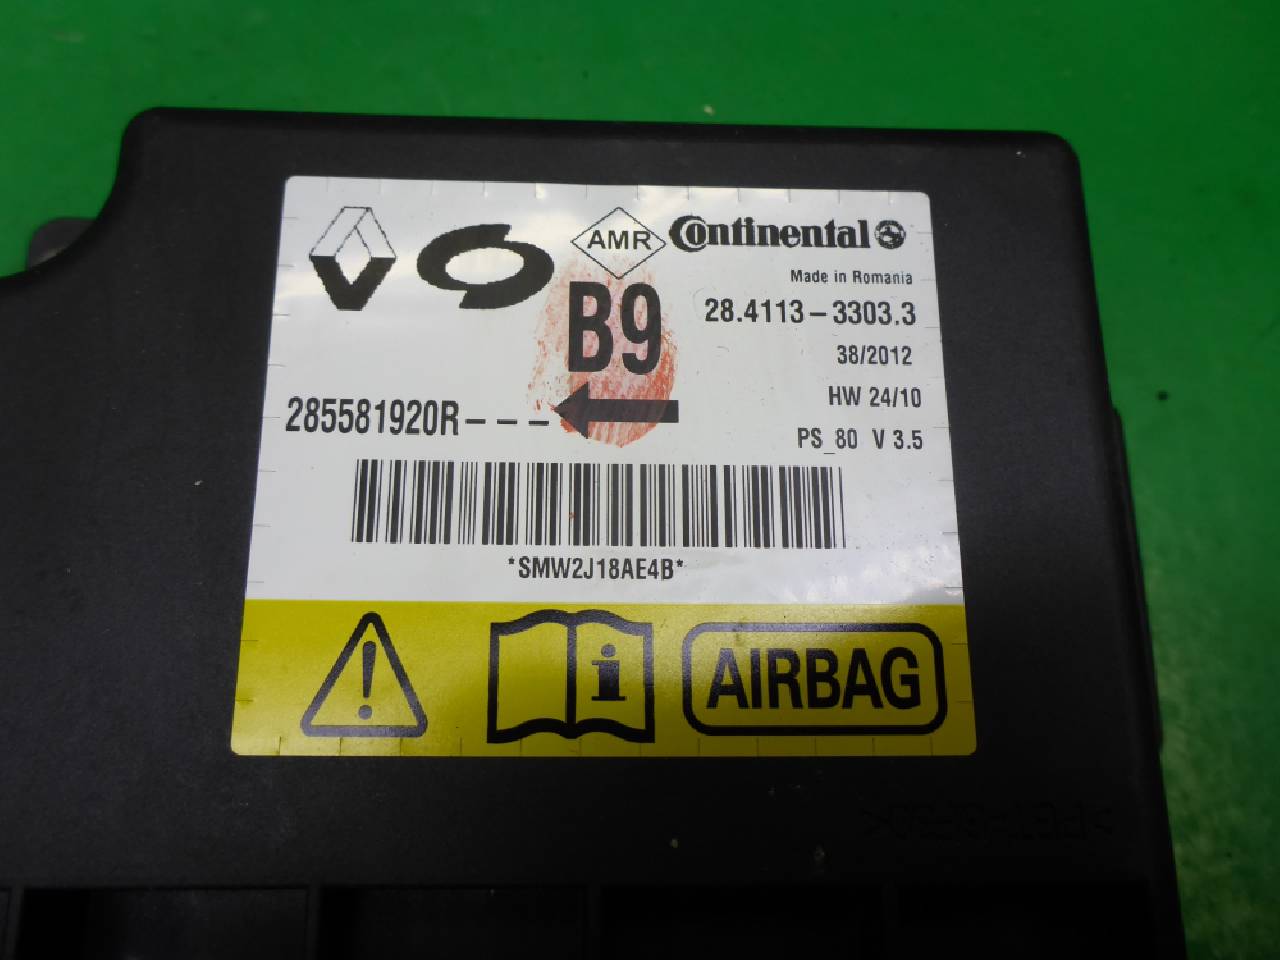 AMR
Continental
Made in Romania
B9
28.4113-3303.3
38/2012
HW 24/10
285581920R---
PS_80 V 3.5
*SMW2J18AE4B*
i
AIRBAG